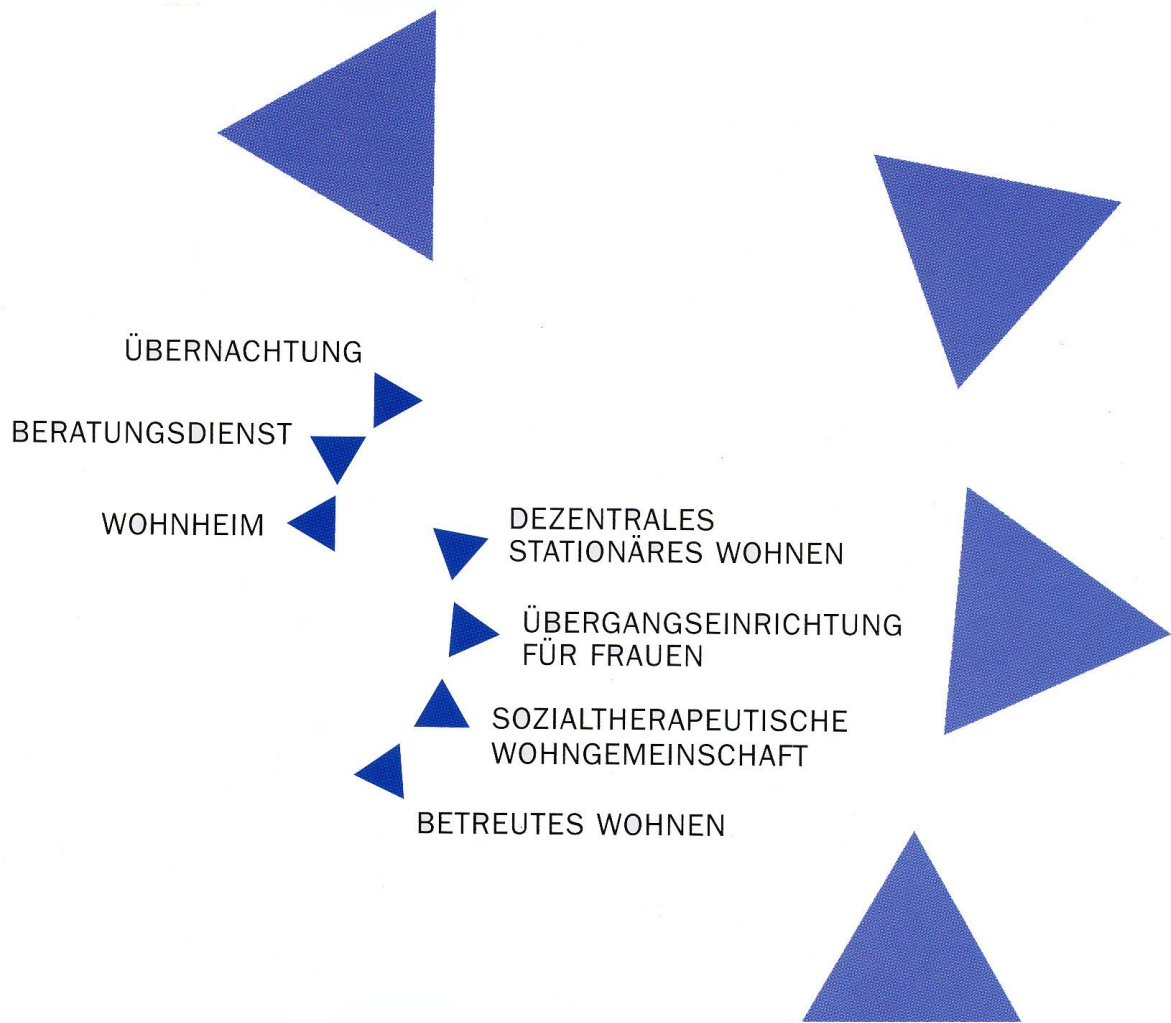 ÜBERNACHTUNG
BERATUNGSDIENST
WOHNHEIM
DEZENTRALES
STATIONÄRES WOHNEN
ÜBERGANGSEINRICHTUNG
FÜR FRAUEN
SOZIALTHERAPEUTISCHE
WOHNGEMEINSCHAFT
BETREUTES WOHNEN